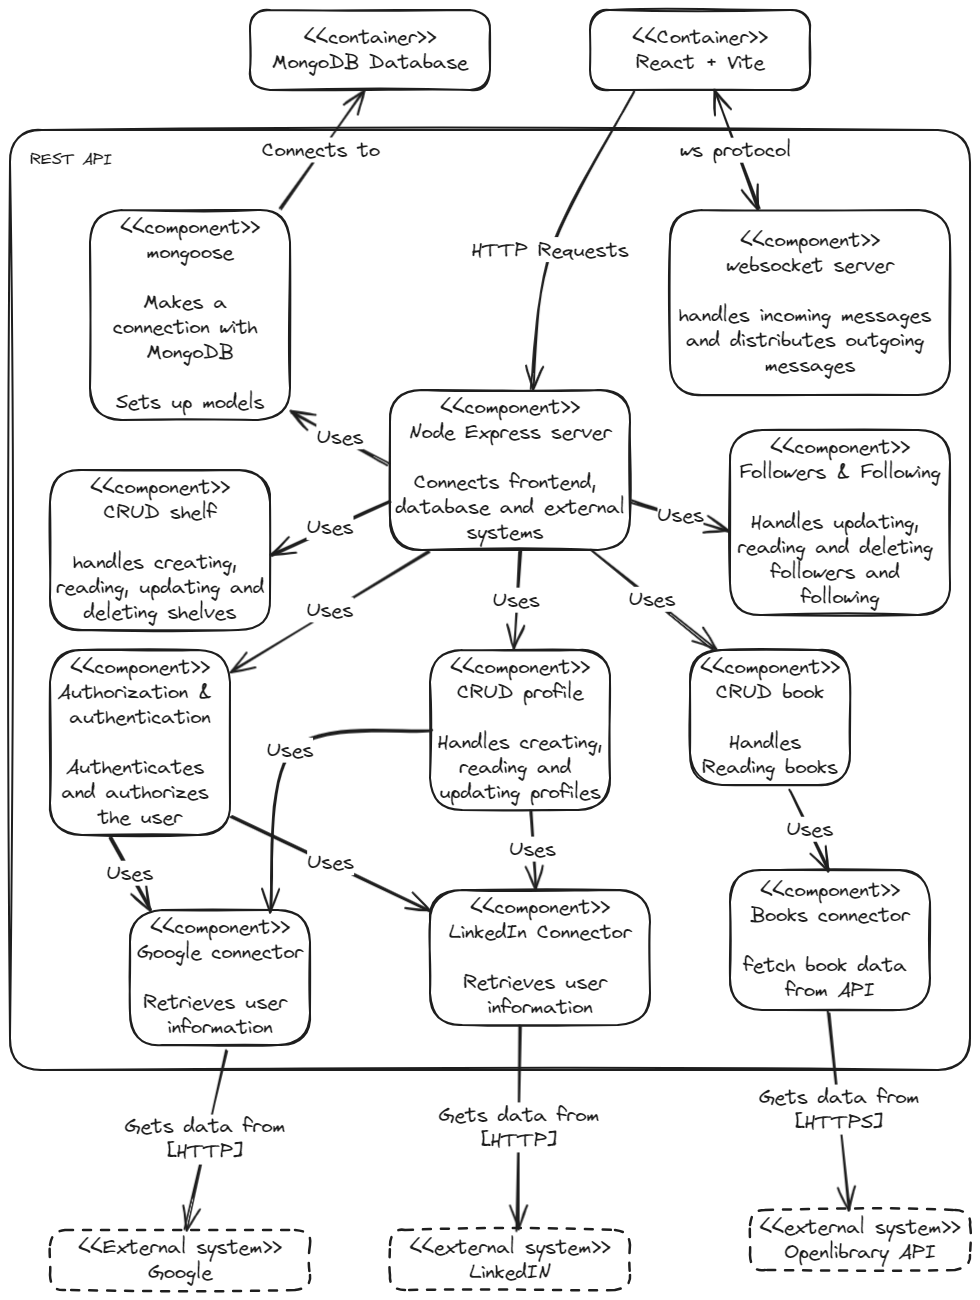 <<container>>
MongoDB Database
<<Container>>
React + Vite
REST API
Connects to
ws protocol
<<component>>
mongoose
Makes a
connection with
MongoDB
Sets up models
HTTP Requests
<<component>>
websocket server
handles incoming messages
and distributes outgoing
messages
<<component>>
Node Express server
Connects frontend,
database and external
systems
Uses
<<component>>
CRUD shelf
handles creating,
reading, updating and
deleting shelves
Uses
Uses
<<component>>
Followers & Following
Handles updating,
reading and deleting
followers and
following
Uses
Uses
Uses
<<component>>
Authorization &
authentication
Authenticates
and authorizes
the user
<<component>>
CRUD profile
Handles creating,
reading and
updating profiles
<<component>>
CRUD book
Handles
Reading books
Uses
Uses
Uses
Uses
Uses
<<component>>
Google connector
Retrieves user
information
<<component>>
LinkedIn Connector
Retrieves user
information
<<component>>
Books connector
fetch book data
from API
Gets data from
[HTTP]
Gets data from
[HTTP]
Gets data from
[HTTPS]
<<External system>>
Google
<<external system>>
LinkedIN
<<external system>>
Openlibrary API